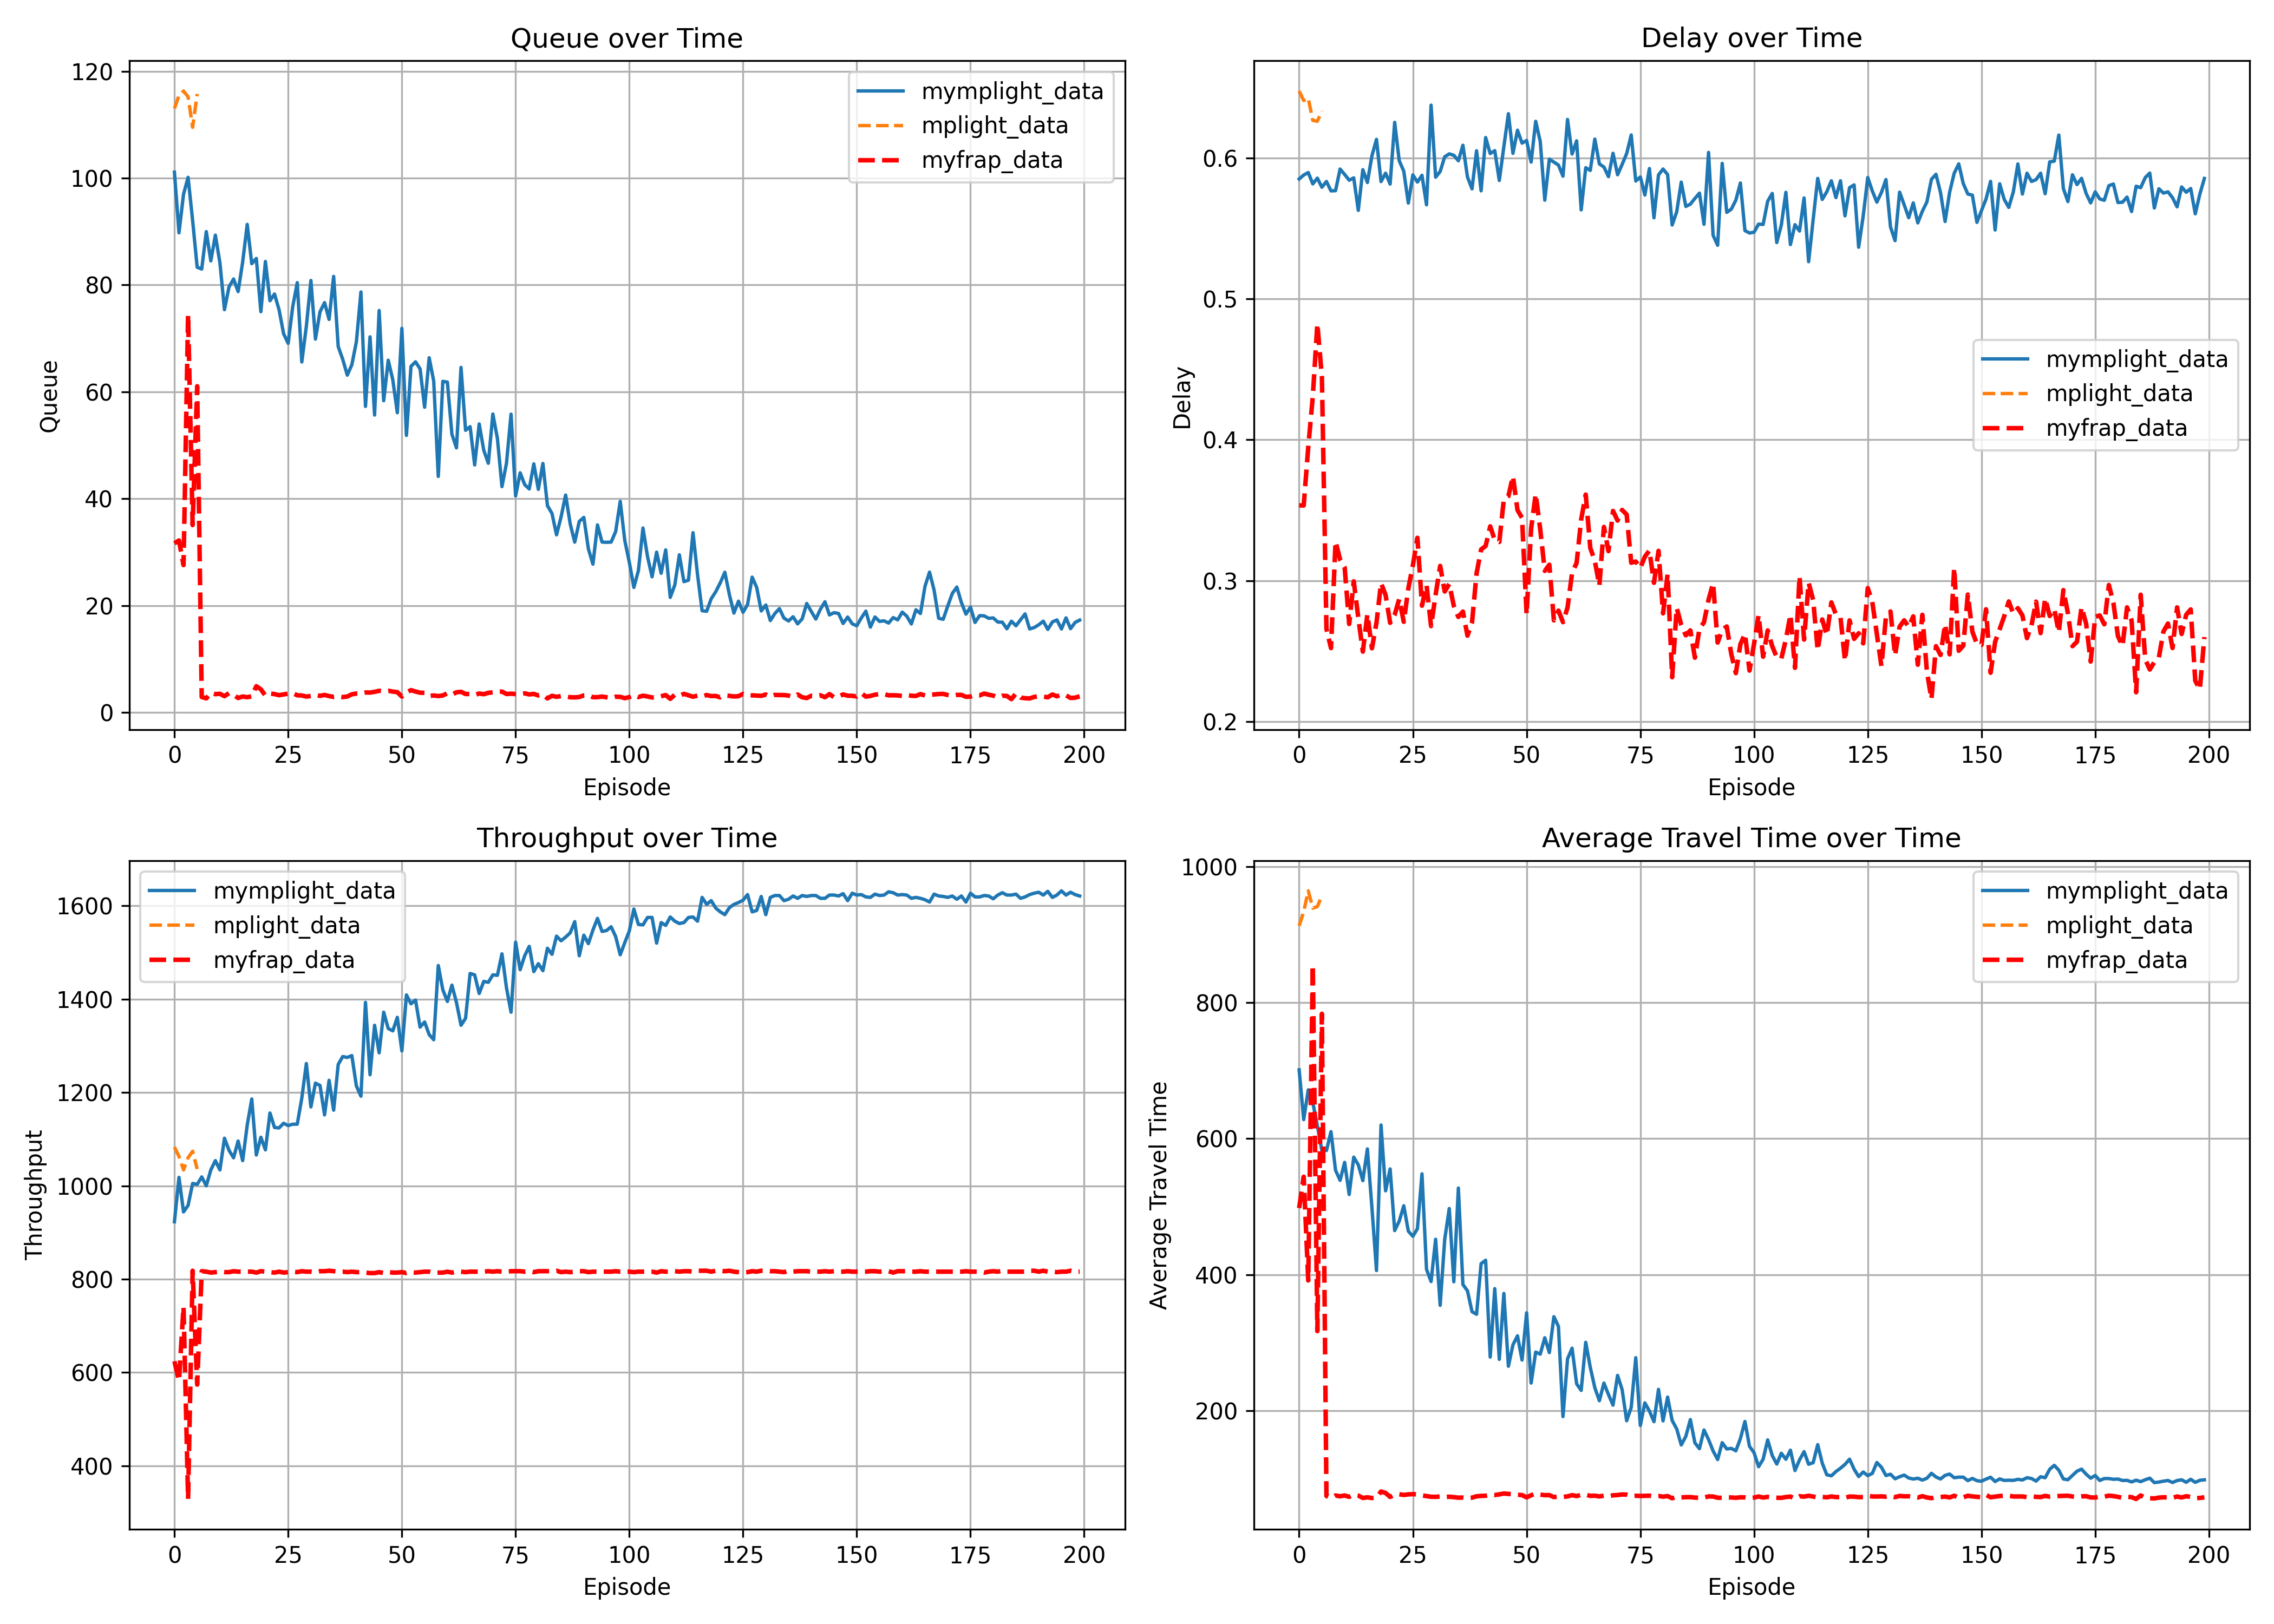 Queue over Time
120
100
80
60
40
20
0
Queue
mymplight_data
mplight_data
myfrap_data
0 25 50 75 100 125 150 175 200
Episode
Delay over Time
0.6
0.5
0.4
0.3
0.2
Delay
mymplight_data
mplight_data
myfrap_data
0 25 50 75 100 125 150 175 200
Episode
Throughput over Time
1600
1400
1200
1000
800
600
400
Throughput
mymplight_data
mplight_data
myfrap_data
0 25 50 75 100 125 150 175 200
Episode
Average Travel Time over Time
1000
800
600
400
200
Average Travel Time
mymplight_data
mplight_data
myfrap_data
0 25 50 75 100 125 150 175 200
Episode